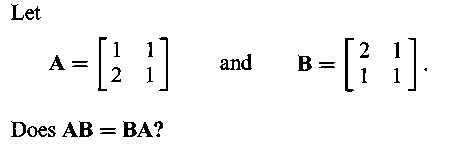 Let
A = [ 1 1 ] and B = [ 2 1 ].
[ 2 1 ] [ 1 1 ]
Does AB = BA?